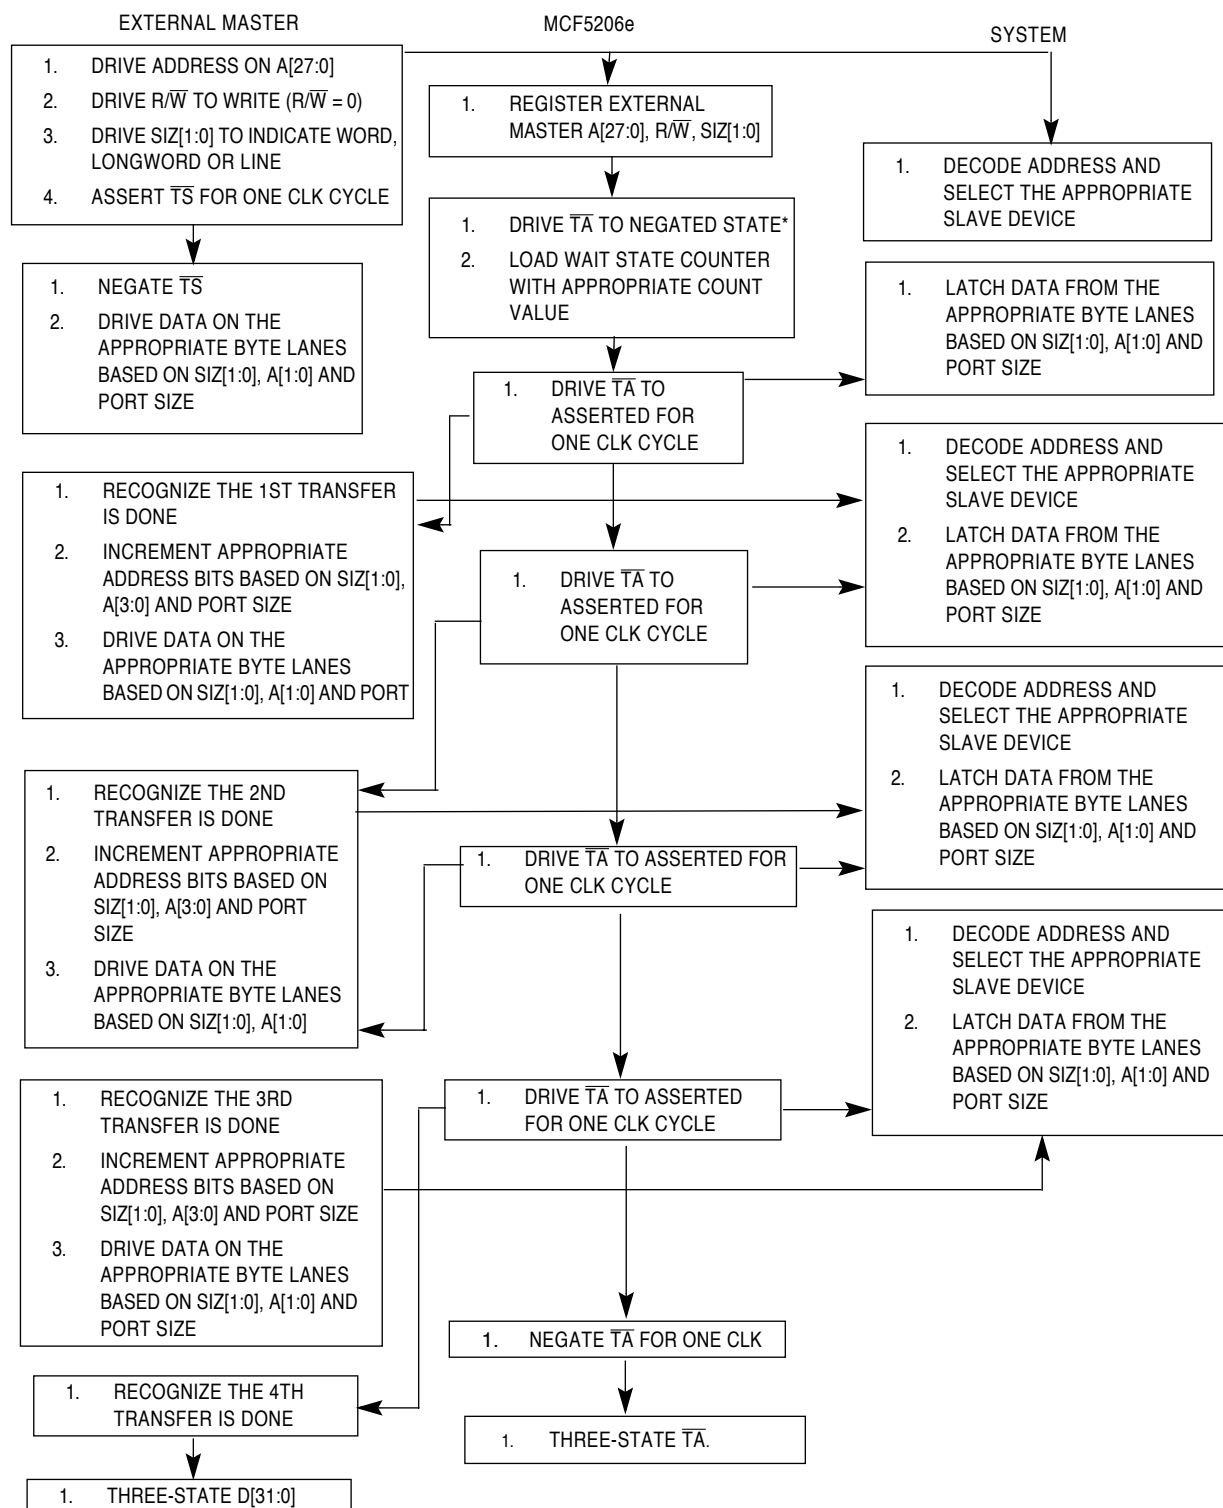 EXTERNAL MASTER
MCF5206e
SYSTEM
1. DRIVE ADDRESS ON A[27:0]
2. DRIVE R/W̅ TO WRITE (R/W̅ = 0)
3. DRIVE SIZ[1:0] TO INDICATE WORD,
LONGWORD OR LINE
4. ASSERT T̅S̅ FOR ONE CLK CYCLE
1. REGISTER EXTERNAL
MASTER A[27:0], R/W̅, SIZ[1:0]
1. DECODE ADDRESS AND
SELECT THE APPROPRIATE
SLAVE DEVICE
1. DRIVE T̅A̅ TO NEGATED STATE*
2. LOAD WAIT STATE COUNTER
WITH APPROPRIATE COUNT
VALUE
1. NEGATE T̅S̅
2. DRIVE DATA ON THE
APPROPRIATE BYTE LANES
BASED ON SIZ[1:0], A[1:0] AND
PORT SIZE
1. LATCH DATA FROM THE
APPROPRIATE BYTE LANES
BASED ON SIZ[1:0], A[1:0] AND
PORT SIZE
1. DRIVE T̅A̅ TO
ASSERTED FOR
ONE CLK CYCLE
1. RECOGNIZE THE 1ST TRANSFER
IS DONE
2. INCREMENT APPROPRIATE
ADDRESS BITS BASED ON SIZ[1:0],
A[3:0] AND PORT SIZE
3. DRIVE DATA ON THE
APPROPRIATE BYTE LANES
BASED ON SIZ[1:0], A[1:0] AND PORT
1. DECODE ADDRESS AND
SELECT THE APPROPRIATE
SLAVE DEVICE
2. LATCH DATA FROM THE
APPROPRIATE BYTE LANES
BASED ON SIZ[1:0], A[1:0] AND
PORT SIZE
1. DRIVE T̅A̅ TO
ASSERTED FOR
ONE CLK CYCLE
1. RECOGNIZE THE 2ND
TRANSFER IS DONE
2. INCREMENT APPROPRIATE
ADDRESS BITS BASED ON
SIZ[1:0], A[3:0] AND PORT
SIZE
3. DRIVE DATA ON THE
APPROPRIATE BYTE LANES
BASED ON SIZ[1:0], A[1:0]
1. DECODE ADDRESS AND
SELECT THE APPROPRIATE
SLAVE DEVICE
2. LATCH DATA FROM THE
APPROPRIATE BYTE LANES
BASED ON SIZ[1:0], A[1:0] AND
PORT SIZE
1. DRIVE T̅A̅ TO ASSERTED FOR
ONE CLK CYCLE
1. DECODE ADDRESS AND
SELECT THE APPROPRIATE
SLAVE DEVICE
2. LATCH DATA FROM THE
APPROPRIATE BYTE LANES
BASED ON SIZ[1:0], A[1:0] AND
PORT SIZE
1. RECOGNIZE THE 3RD
TRANSFER IS DONE
2. INCREMENT APPROPRIATE
ADDRESS BITS BASED ON
SIZ[1:0], A[3:0] AND PORT SIZE
3. DRIVE DATA ON THE
APPROPRIATE BYTE LANES
BASED ON SIZ[1:0], A[1:0] AND
PORT SIZE
1. DRIVE T̅A̅ TO ASSERTED
FOR ONE CLK CYCLE
1. NEGATE T̅A̅ FOR ONE CLK
1. RECOGNIZE THE 4TH
TRANSFER IS DONE
1. THREE-STATE T̅A̅.
1. THREE-STATE D[31:0]